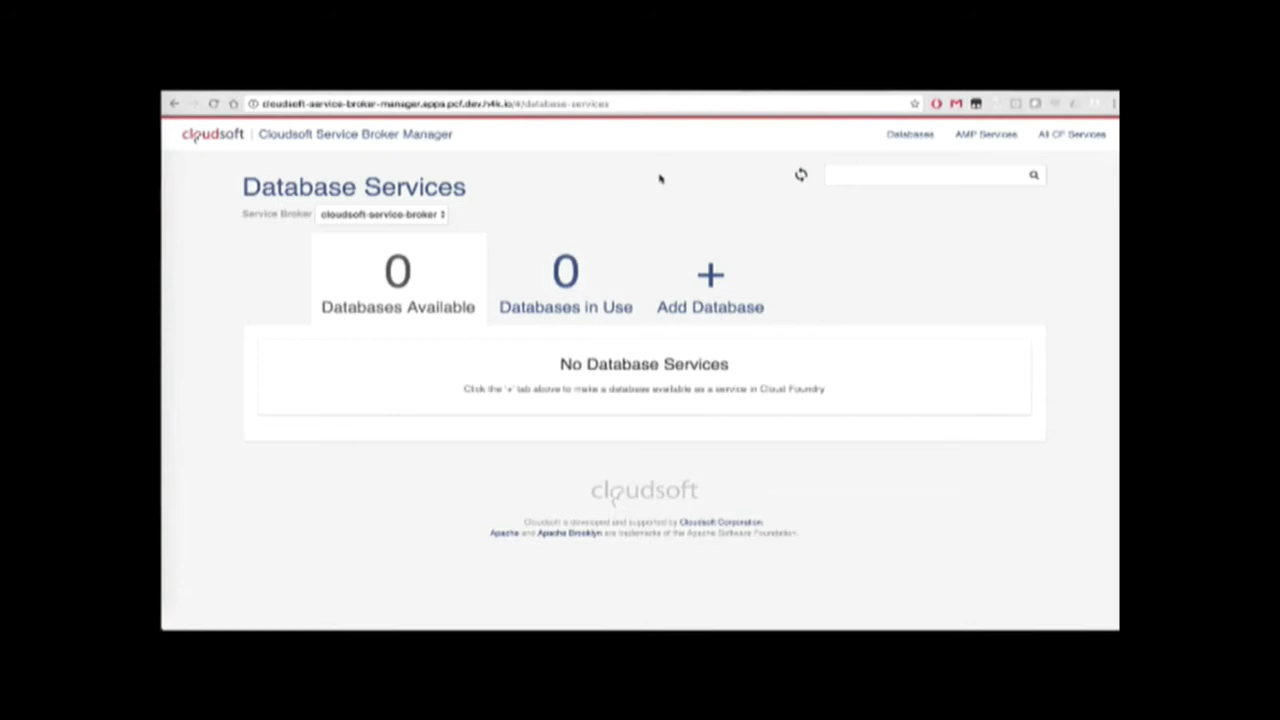 cloudsoft-service-broker-manager.apps.pcf.dev.h4k.io/#/database-services
cloudsoft | Cloudsoft Service Broker Manager
Databases AMP Services All CF Services
Database Services
Service Broker cloudsoft-service-broker
0 0 +
Databases Available Databases in Use Add Database
No Database Services
Click the '+' tab above to make a database available as a service in Cloud Foundry
cloudsoft
Cloudsoft is developed and supported by Cloudsoft Corporation.
Apache and Apache Brooklyn are trademarks of the Apache Software Foundation.